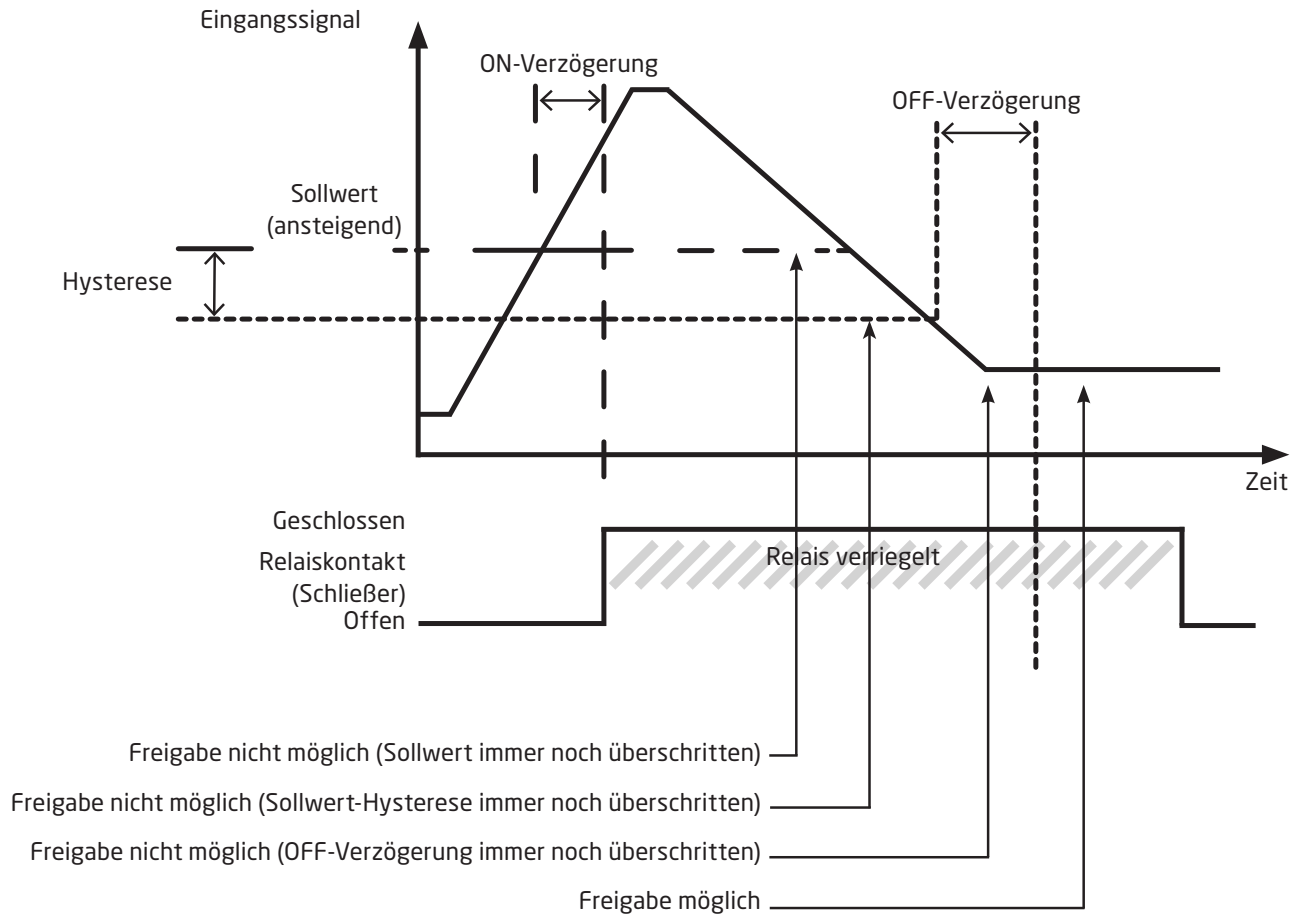 Eingangssignal
ON-Verzögerung
OFF-Verzögerung
Sollwert
(ansteigend)
Hysterese
Zeit
Geschlossen
Relaiskontakt
(Schließer)
Offen
Relais verriegelt
Freigabe nicht möglich (Sollwert immer noch überschritten)
Freigabe nicht möglich (Sollwert-Hysterese immer noch überschritten)
Freigabe nicht möglich (OFF-Verzögerung immer noch überschritten)
Freigabe möglich